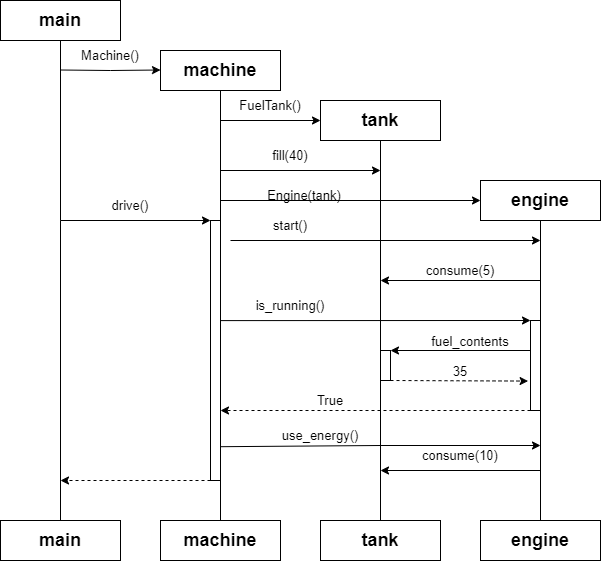 main
Machine()
machine
FuelTank()
tank
fill(40)
Engine(tank)
engine
drive()
start()
consume(5)
is_running()
fuel_contents
35
True
use_energy()
consume(10)
main
machine
tank
engine